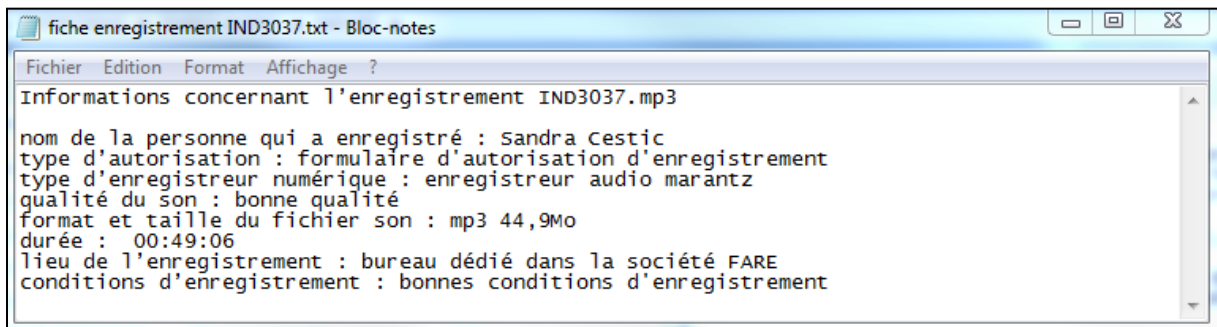 fiche enregistrement IND3037.txt - Bloc-notes
Fichier Edition Format Affichage ?
Informations concernant l'enregistrement IND3037.mp3
nom de la personne qui a enregistré : Sandra Cestic
type d'autorisation : formulaire d'autorisation d'enregistrement
type d'enregistreur numérique : enregistreur audio marantz
qualité du son : bonne qualité
format et taille du fichier son : mp3 44,9Mo
durée : 00:49:06
lieu de l'enregistrement : bureau dédié dans la société FARE
conditions d'enregistrement : bonnes conditions d'enregistrement